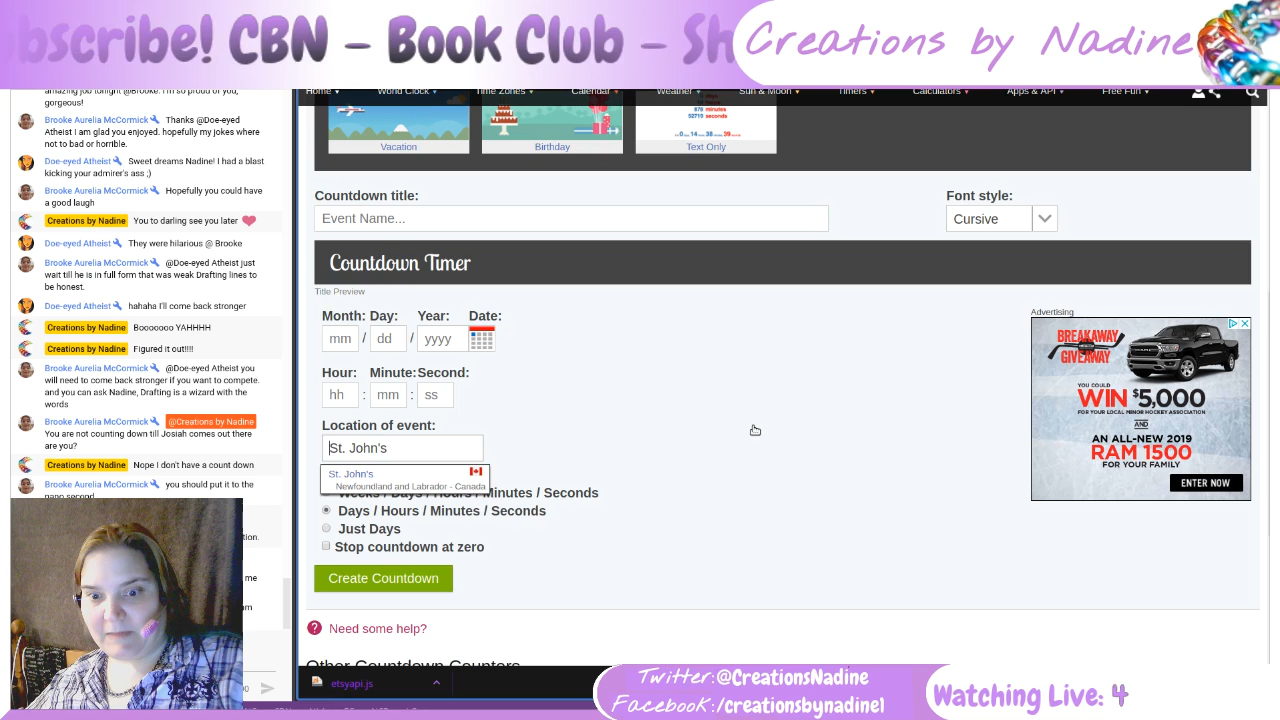 bscribe! CBN - Book Club - Sh
Creations by Nadine
amazing job tonight @Brooke. I'm so proud of you,
gorgeous!
Brooke Aurelia McCormick Thanks @Doe-eyed
Atheist I am glad you enjoyed. hopefully my jokes where
not to bad or horrible.
Doe-eyed Atheist Sweet dreams Nadine! I had a blast
kicking your admirer's ass ;)
Brooke Aurelia McCormick Hopefully you could have
a good laugh
Creations by Nadine You to darling see you later
Doe-eyed Atheist They were hilarious @ Brooke
Brooke Aurelia McCormick @Doe-eyed Atheist just
wait till he is in full form that was weak Drafting lines to
be honest.
Doe-eyed Atheist hahaha I'll come back stronger
Creations by Nadine Booooooo YAHHHH
Creations by Nadine Figured it out!!!!
Brooke Aurelia McCormick @Doe-eyed Atheist you
will need to come back stronger if you want to compete.
and you can ask Nadine, Drafting is a wizard with the
words
Brooke Aurelia McCormick @Creations by Nadine
You are not counting down till Josiah comes out there
are you?
Creations by Nadine Nope I don't have a count down
Brooke Aurelia McCormick you should put it to the
nano second
tion.
me
am
00
Home World Clock Time Zones Calendar Weather Sun & Moon Timers Calculators Apps & API Free Fun
Vacation Birthday Text Only
Countdown title: Font style:
Event Name... Cursive
Countdown Timer
Title Preview
Month: Day: Year: Date:
mm / dd / yyyy
Hour: Minute: Second:
hh : mm : ss
Location of event:
St. John's
St. John's
Newfoundland and Labrador - Canada
Weeks / Days / Hours / Minutes / Seconds
Days / Hours / Minutes / Seconds
Just Days
Stop countdown at zero
Create Countdown
Need some help?
Other Countdown Counters
Advertising
BREAKAWAY
GIVEAWAY
YOU COULD
WIN $5,000
FOR YOUR LOCAL MINOR HOCKEY ASSOCIATION
AND
AN ALL-NEW 2019
RAM 1500
FOR YOUR FAMILY
ENTER NOW
etsyapi.js
Twitter:@CreationsNadine
Facebook:/creationsbynadine1
Watching Live: 4